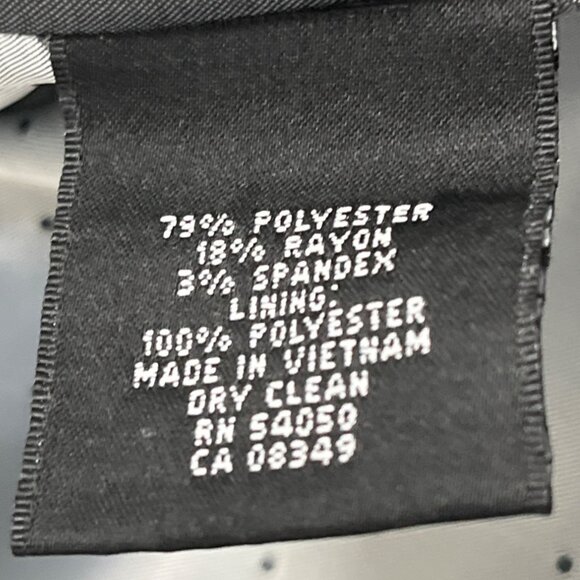 79% POLYESTER
18% RAYON
3% SPANDEX
LINING:
100% POLYESTER
MADE IN VIETNAM
DRY CLEAN
RN 54050
CA 08349